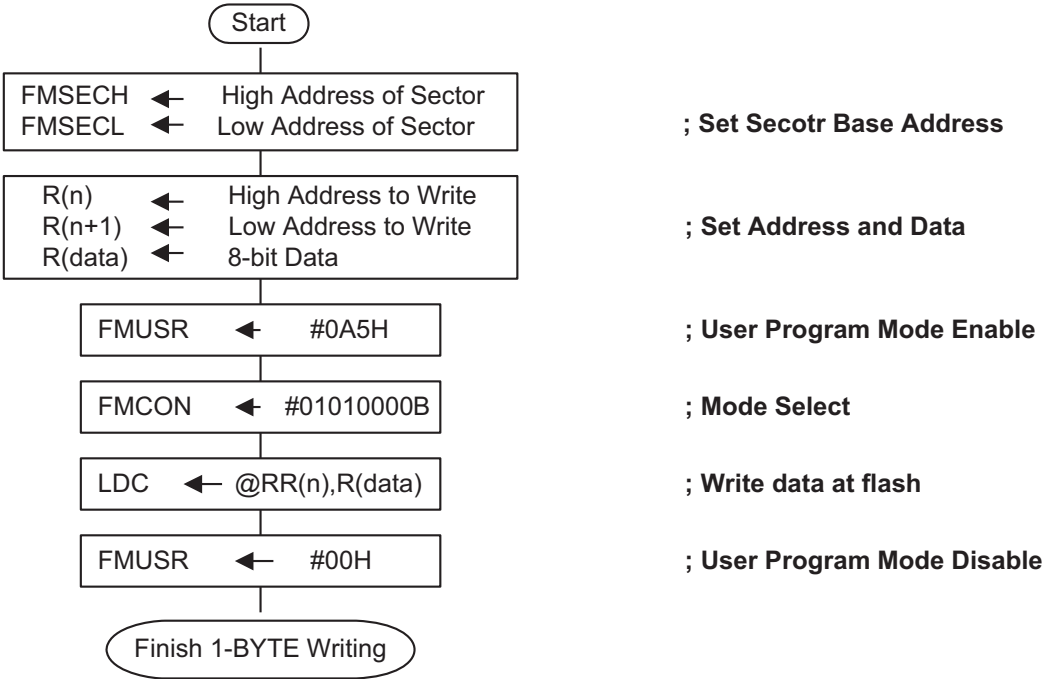 Start
FMSECH ← High Address of Sector
FMSECL ← Low Address of Sector ; Set Secotr Base Address
R(n) ← High Address to Write
R(n+1) ← Low Address to Write ; Set Address and Data
R(data) ← 8-bit Data
FMUSR ← #0A5H ; User Program Mode Enable
FMCON ← #01010000B ; Mode Select
LDC ← @RR(n),R(data) ; Write data at flash
FMUSR ← #00H ; User Program Mode Disable
Finish 1-BYTE Writing